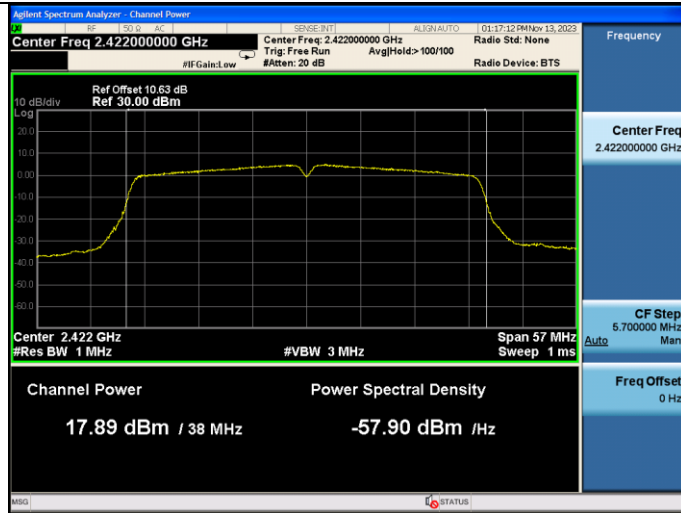 Agilent Spectrum Analyzer - Channel Power
RF 50 Ω AC SENSE:INT ALIGNAUTO 01:17:12 PM Nov 13, 2023
Center Freq 2.422000000 GHz
Center Freq: 2.422000000 GHz
Radio Std: None
Trig: Free Run Avg|Hold:> 100/100
#IFGain:Low
#Atten: 20 dB
Radio Device: BTS
Frequency
Ref Offset 10.63 dB
10 dB/div Ref 30.00 dBm
Log
20.0
10.0
0.00
-10.0
-20.0
-30.0
-40.0
-50.0
-60.0
Center 2.422 GHz
Span 57 MHz
#Res BW 1 MHz
#VBW 3 MHz
Sweep 1 ms
Center Freq
2.422000000 GHz
CF Step
5.700000 MHz
Auto Man
Freq Offset
0 Hz
Channel Power
Power Spectral Density
17.89 dBm / 38 MHz
-57.90 dBm /Hz
MSG
STATUS